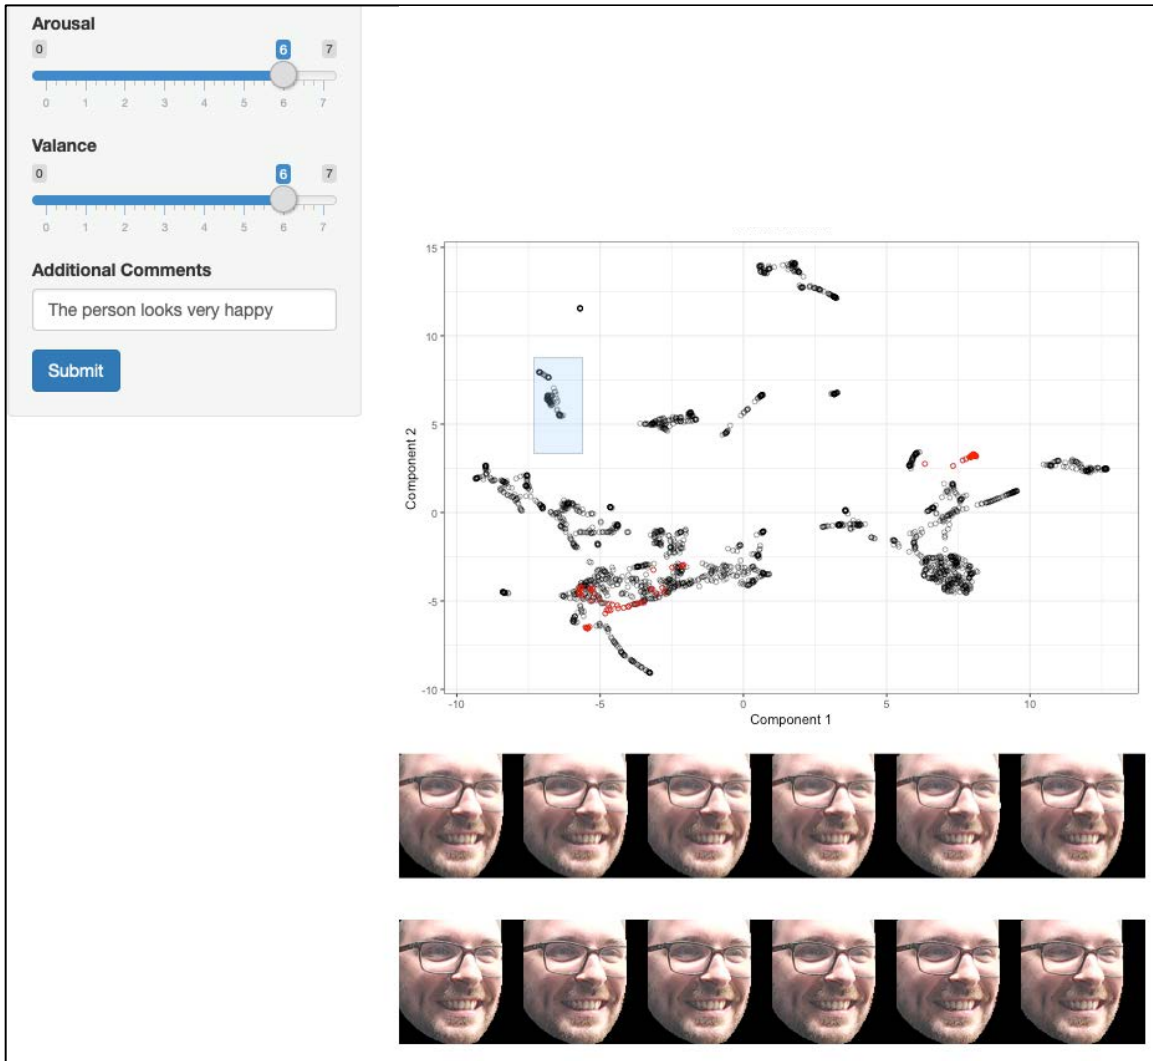 Arousal
0 6 7
0 1 2 3 4 5 6 7
Valance
0 6 7
0 1 2 3 4 5 6 7
Additional Comments
The person looks very happy
Submit
15
10
5
0
-5
-10
Component 2
-10 -5 0 5 10
Component 1